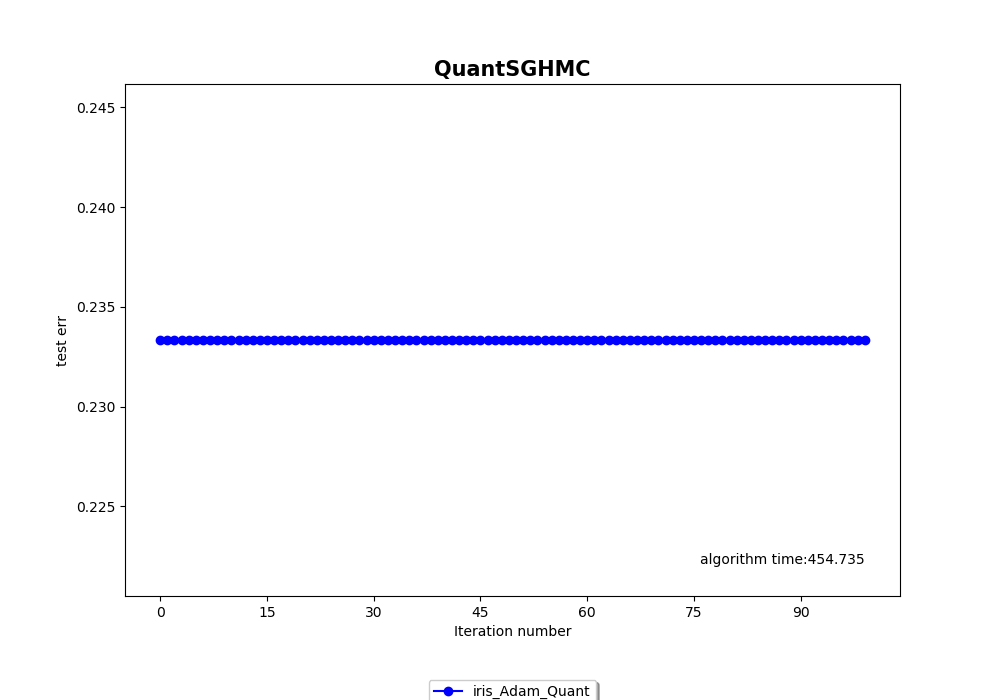 QuantSGHMC
0.245
0.240
0.235
0.230
0.225
test err
algorithm time:454.735
0 15 30 45 60 75 90
Iteration number
iris_Adam_Quant